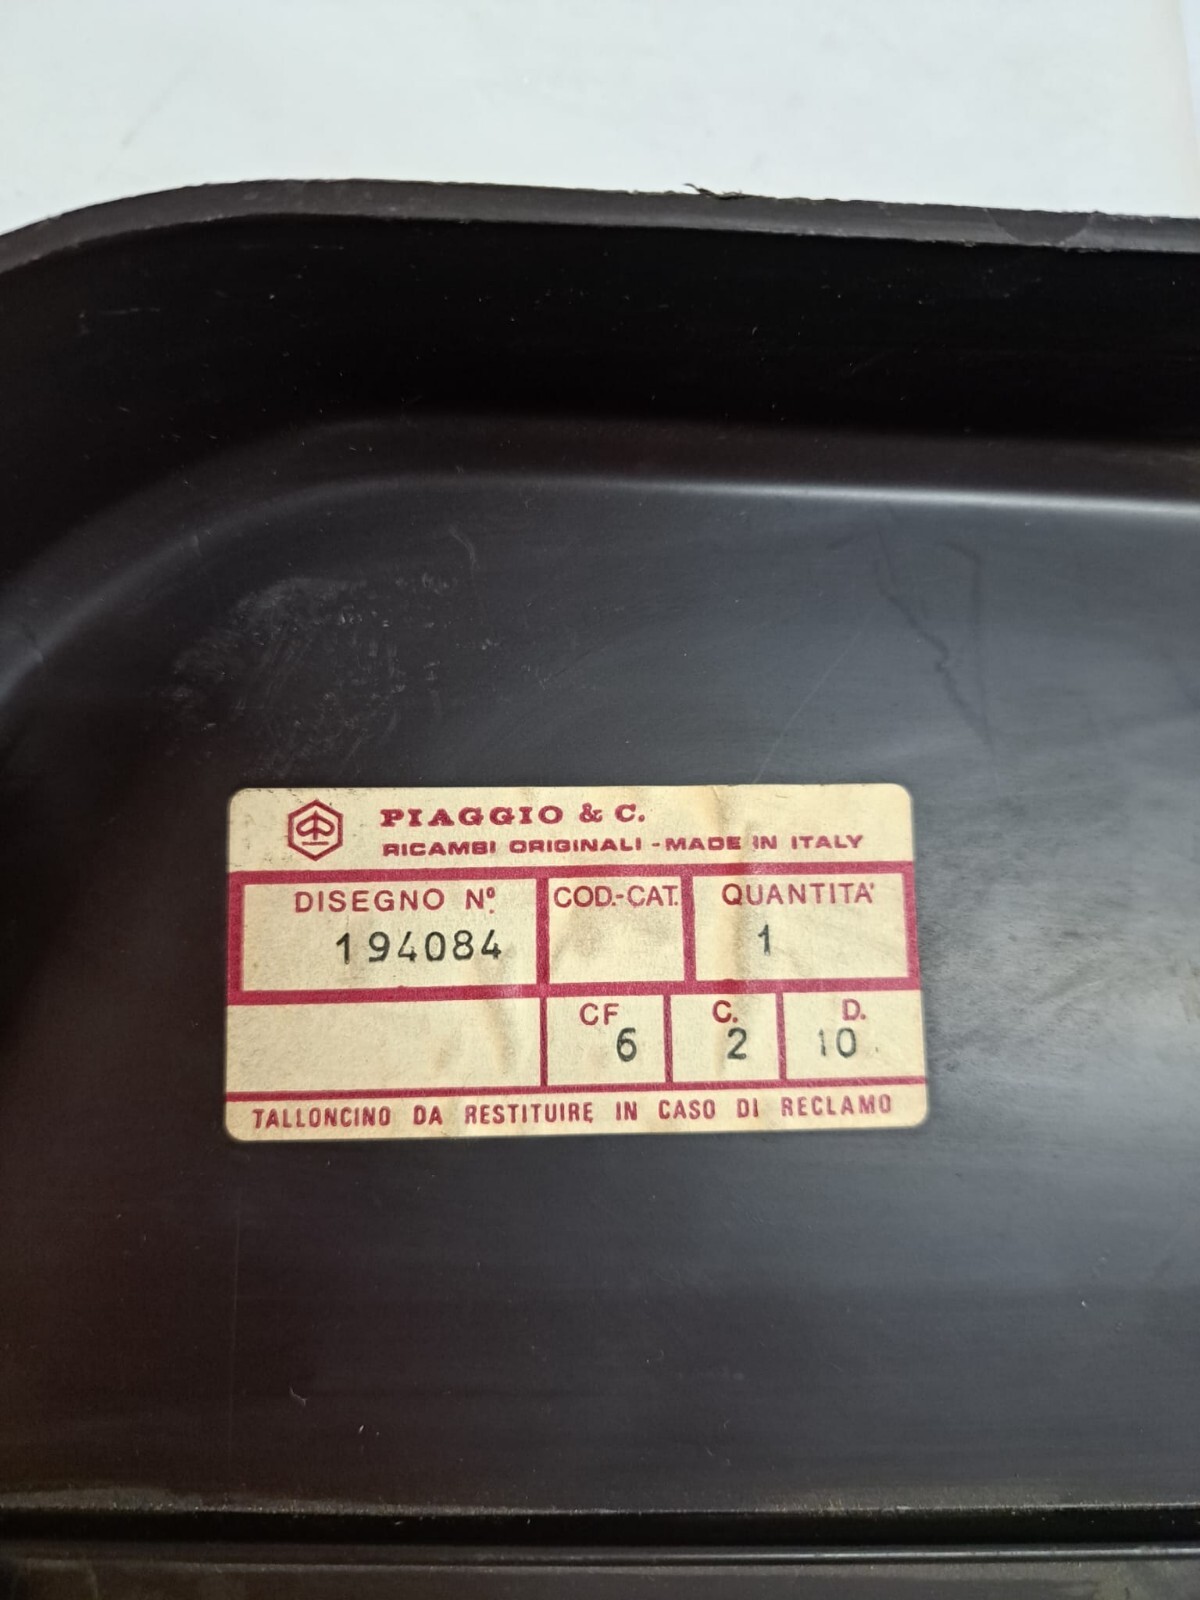 PIAGGIO & C.
RICAMBI ORIGINALI - MADE IN ITALY
DISEGNO Nº. COD.-CAT. QUANTITA'
194084 1
CF C. D.
6 2 10
TALLONCINO DA RESTITUIRE IN CASO DI RECLAMO